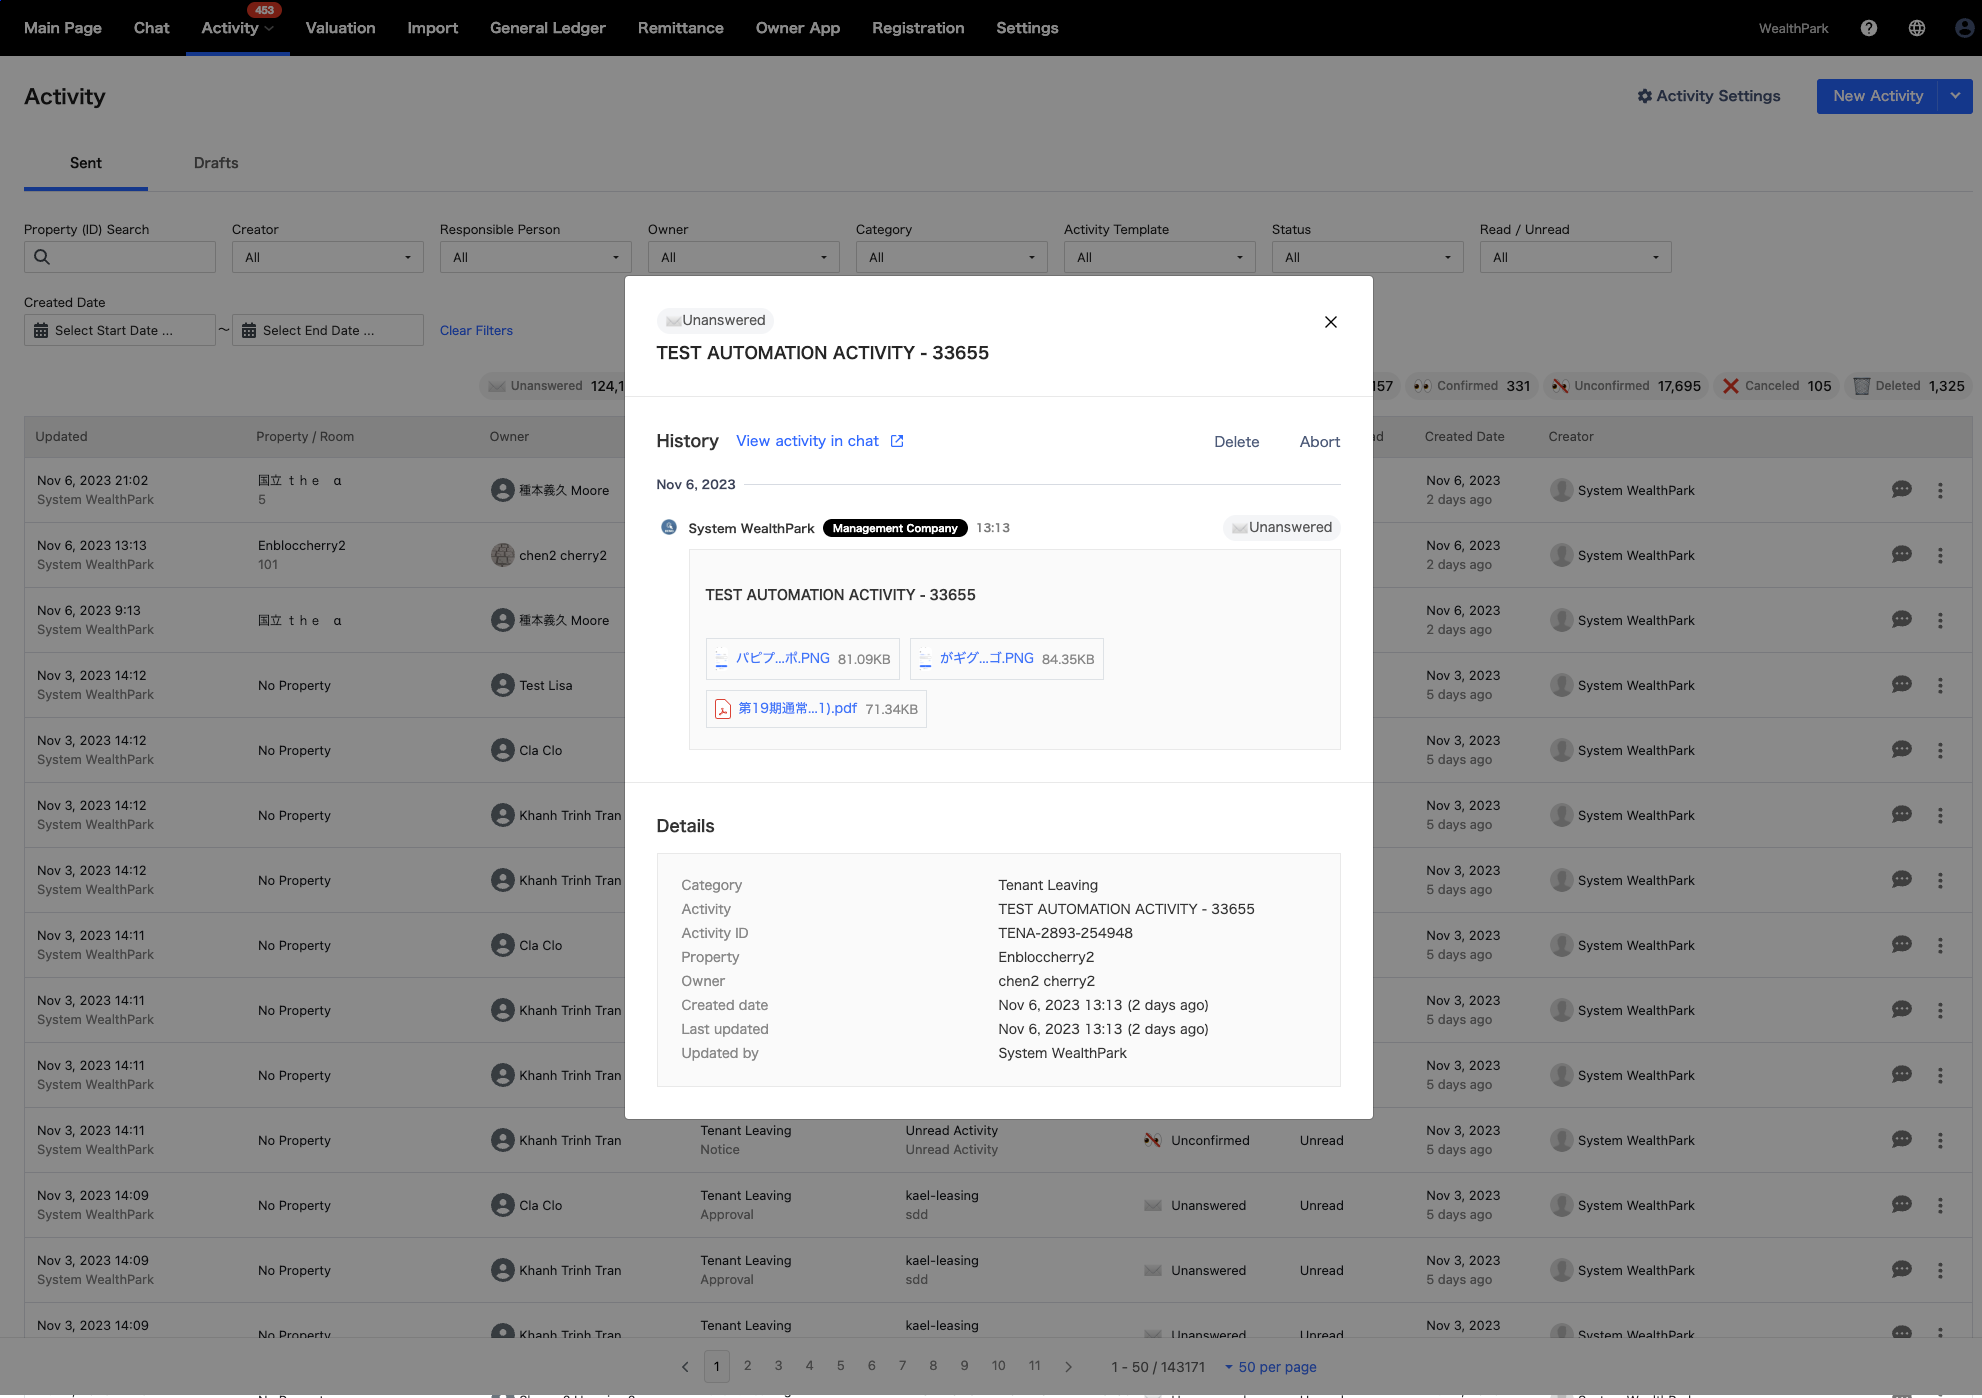 Main Page Chat Activity 453 Valuation Import General Ledger Remittance Owner App Registration Settings WealthPark
Activity
Activity Settings New Activity
Sent Drafts
Property (ID) Search Creator Responsible Person Owner Category Activity Template Status Read / Unread
All All All All All All All
Created Date
Select Start Date ... ~ Select End Date ... Clear Filters
Unanswered 124,1 157 Confirmed 331 Unconfirmed 17,695 Canceled 105 Deleted 1,325
Updated Property / Room Owner Created Date Creator
Nov 6, 2023 21:02 国立 ｔｈｅ α 種本義久 Moore Nov 6, 2023 System WealthPark
System WealthPark 5 2 days ago
Nov 6, 2023 13:13 Enbloccherry2 chen2 cherry2 Nov 6, 2023 System WealthPark
System WealthPark 101 2 days ago
Nov 6, 2023 9:13 国立 ｔｈｅ α 種本義久 Moore Nov 6, 2023 System WealthPark
System WealthPark 2 days ago
Nov 3, 2023 14:12 No Property Test Lisa Nov 3, 2023 System WealthPark
System WealthPark 5 days ago
Nov 3, 2023 14:12 No Property Cla Clo Nov 3, 2023 System WealthPark
System WealthPark 5 days ago
Nov 3, 2023 14:12 No Property Khanh Trinh Tran Nov 3, 2023 System WealthPark
System WealthPark 5 days ago
Nov 3, 2023 14:12 No Property Khanh Trinh Tran Nov 3, 2023 System WealthPark
System WealthPark 5 days ago
Nov 3, 2023 14:11 No Property Cla Clo Nov 3, 2023 System WealthPark
System WealthPark 5 days ago
Nov 3, 2023 14:11 No Property Khanh Trinh Tran Nov 3, 2023 System WealthPark
System WealthPark 5 days ago
Nov 3, 2023 14:11 No Property Khanh Trinh Tran Nov 3, 2023 System WealthPark
System WealthPark 5 days ago
Nov 3, 2023 14:11 No Property Khanh Trinh Tran Tenant Leaving Unread Activity Unconfirmed Unread Nov 3, 2023 System WealthPark
System WealthPark Notice Unread Activity 5 days ago
Nov 3, 2023 14:09 No Property Cla Clo Tenant Leaving kael-leasing Unanswered Unread Nov 3, 2023 System WealthPark
System WealthPark Approval sdd 5 days ago
Nov 3, 2023 14:09 No Property Khanh Trinh Tran Tenant Leaving kael-leasing Unanswered Unread Nov 3, 2023 System WealthPark
System WealthPark Approval sdd 5 days ago
Nov 3, 2023 14:09 No Property Khanh Trinh Tran Tenant Leaving kael-leasing Unanswered Unread Nov 3, 2023 System WealthPark
1 2 3 4 5 6 7 8 9 10 11 1 - 50 / 143171 50 per page
Unanswered
TEST AUTOMATION ACTIVITY - 33655
History View activity in chat Delete Abort
Nov 6, 2023
System WealthPark Management Company 13:13 Unanswered
TEST AUTOMATION ACTIVITY - 33655
パピプ...ポ.PNG 81.09KB がギグ...ゴ.PNG 84.35KB
第19期通常...1).pdf 71.34KB
Details
Category Tenant Leaving
Activity TEST AUTOMATION ACTIVITY - 33655
Activity ID TENA-2893-254948
Property Enbloccherry2
Owner chen2 cherry2
Created date Nov 6, 2023 13:13 (2 days ago)
Last updated Nov 6, 2023 13:13 (2 days ago)
Updated by System WealthPark